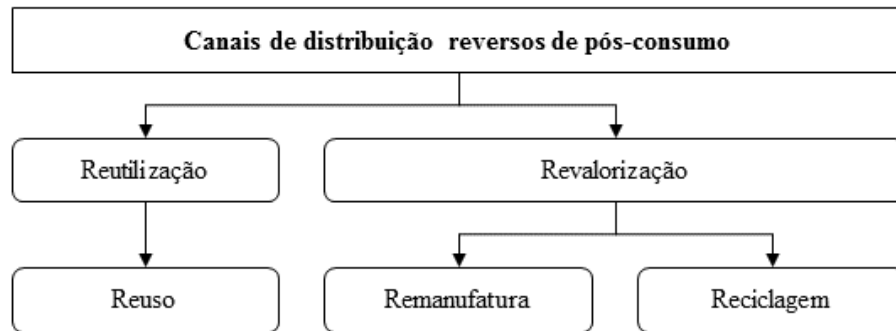 Canais de distribuição reversos de pós-consumo
Reutilização
Revalorização
Reuso
Remanufatura
Reciclagem